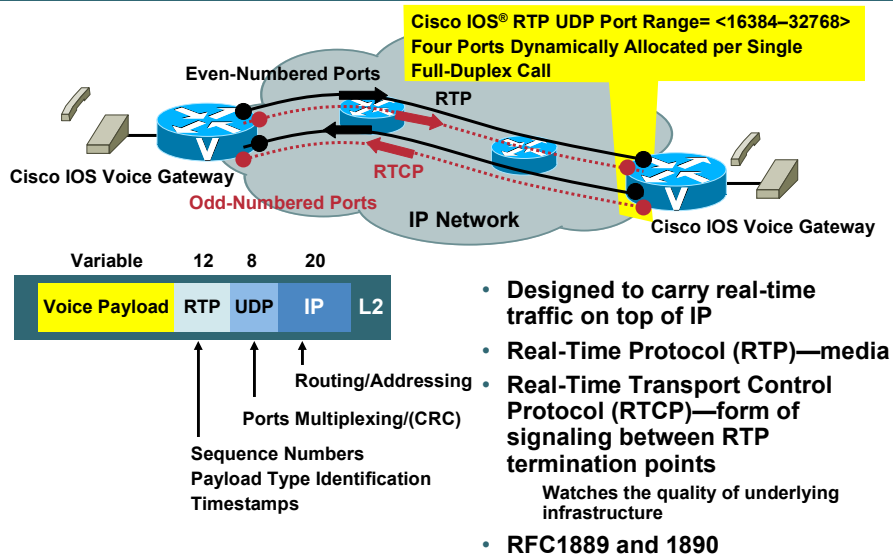 Cisco IOS® RTP UDP Port Range= <16384–32768>
Four Ports Dynamically Allocated per Single
Full-Duplex Call
Even-Numbered Ports
RTP
V
Cisco IOS Voice Gateway
RTCP
Odd-Numbered Ports
IP Network
V
Cisco IOS Voice Gateway
Variable 12 8 20
Voice Payload RTP UDP IP L2
Routing/Addressing
Ports Multiplexing/(CRC)
Sequence Numbers
Payload Type Identification
Timestamps
• Designed to carry real-time
traffic on top of IP
• Real-Time Protocol (RTP)—media
• Real-Time Transport Control
Protocol (RTCP)—form of
signaling between RTP
termination points
Watches the quality of underlying
infrastructure
• RFC1889 and 1890